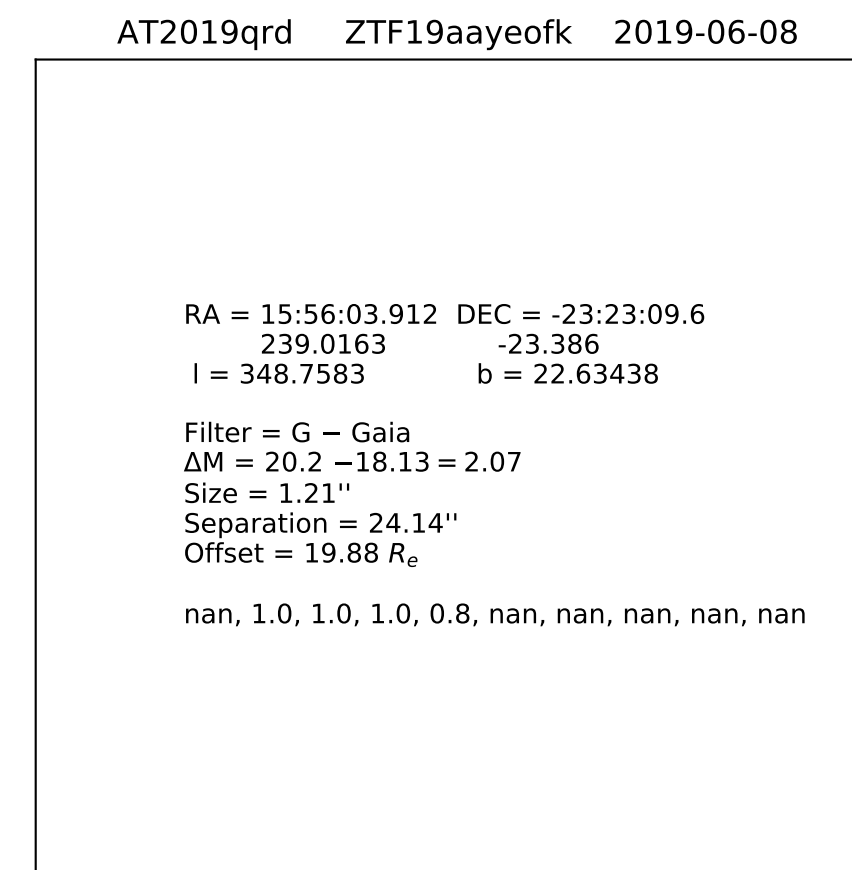 AT2019qrd ZTF19aayeofk 2019-06-08
RA = 15:56:03.912 DEC = -23:23:09.6
239.0163 -23.386
l = 348.7583 b = 22.63438
Filter = G − Gaia
ΔM = 20.2 −18.13 = 2.07
Size = 1.21''
Separation = 24.14''
Offset = 19.88 Re
nan, 1.0, 1.0, 1.0, 0.8, nan, nan, nan, nan, nan